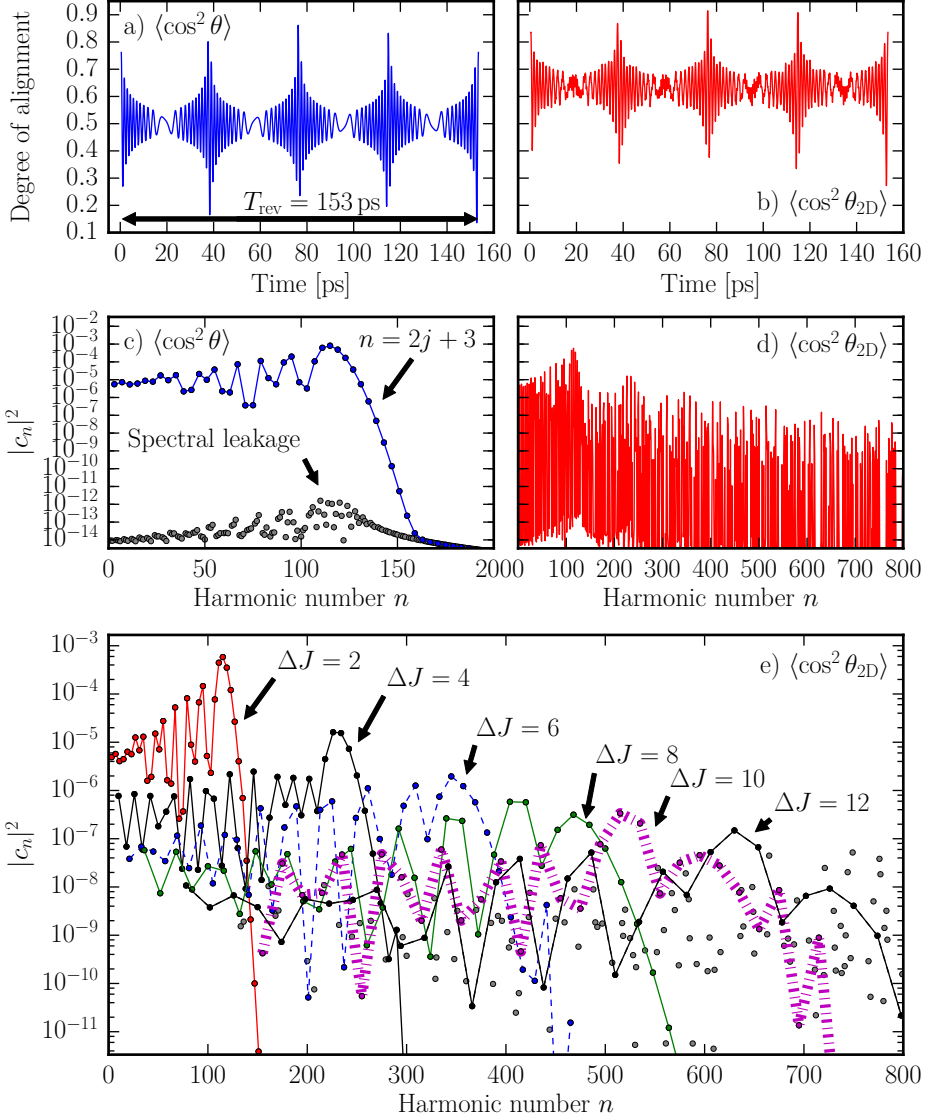 a) ⟨cos² θ⟩
Degree of alignment
0.9
0.8
0.7
0.6
0.5
0.4
0.3
0.2
0.1
T_rev = 153 ps
0 20 40 60 80 100 120 140 160
Time [ps]
b) ⟨cos² θ_2D⟩
0 20 40 60 80 100 120 140 160
Time [ps]
c) ⟨cos² θ⟩
n = 2j + 3
Spectral leakage
|c_n|²
10⁻²
10⁻³
10⁻⁴
10⁻⁵
10⁻⁶
10⁻⁷
10⁻⁸
10⁻⁹
10⁻¹⁰
10⁻¹¹
10⁻¹²
10⁻¹³
10⁻¹⁴
0 50 100 150 200
Harmonic number n
d) ⟨cos² θ_2D⟩
100 200 300 400 500 600 700 800
Harmonic number n
e) ⟨cos² θ_2D⟩
ΔJ = 2
ΔJ = 4
ΔJ = 6
ΔJ = 8
ΔJ = 10
ΔJ = 12
|c_n|²
10⁻³
10⁻⁴
10⁻⁵
10⁻⁶
10⁻⁷
10⁻⁸
10⁻⁹
10⁻¹⁰
10⁻¹¹
0 100 200 300 400 500 600 700 800
Harmonic number n